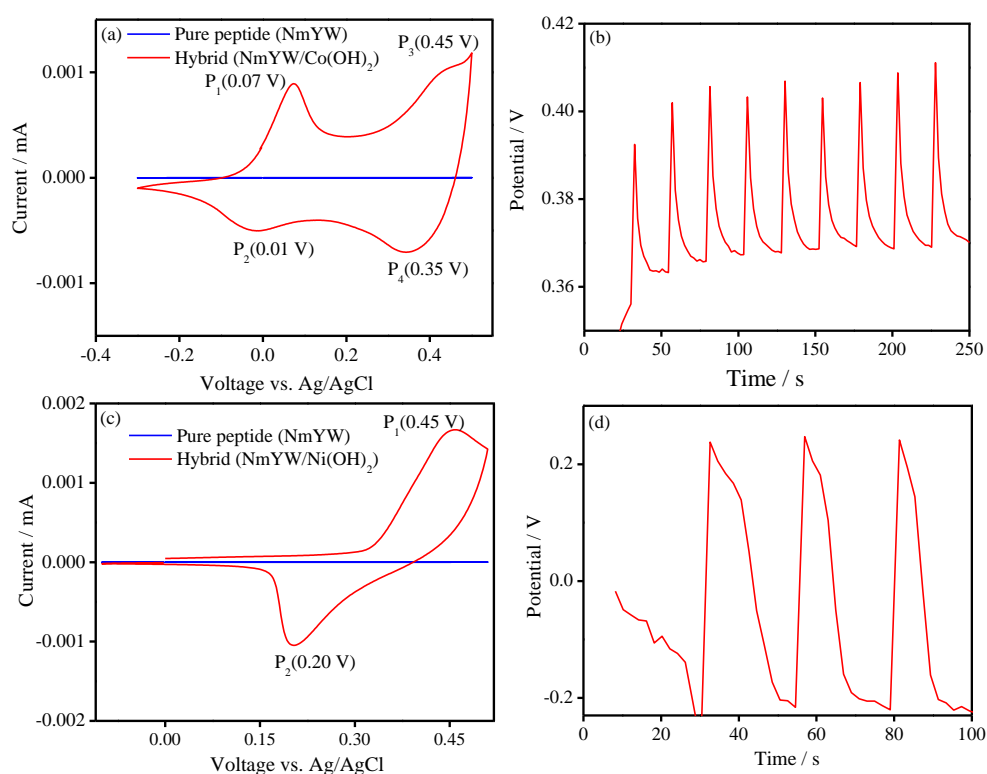 (a)
Pure peptide (NmYW)
Hybrid (NmYW/Co(OH)₂)
P₁(0.07 V)
P₃(0.45 V)
P₂(0.01 V)
P₄(0.35 V)
0.001
0.000
-0.001
Current / mA
-0.4
-0.2
0.0
0.2
0.4
Voltage vs. Ag/AgCl
(b)
0.40
0.38
0.36
Potential / V
0
50
100
150
200
250
Time / s
(c)
Pure peptide (NmYW)
Hybrid (NmYW/Ni(OH)₂)
P₁(0.45 V)
P₂(0.20 V)
0.002
0.001
0.000
-0.001
-0.002
Current / mA
0.00
0.15
0.30
0.45
Voltage vs. Ag/AgCl
(d)
0.2
0.0
-0.2
Potential / V
0
20
40
60
80
100
Time / s